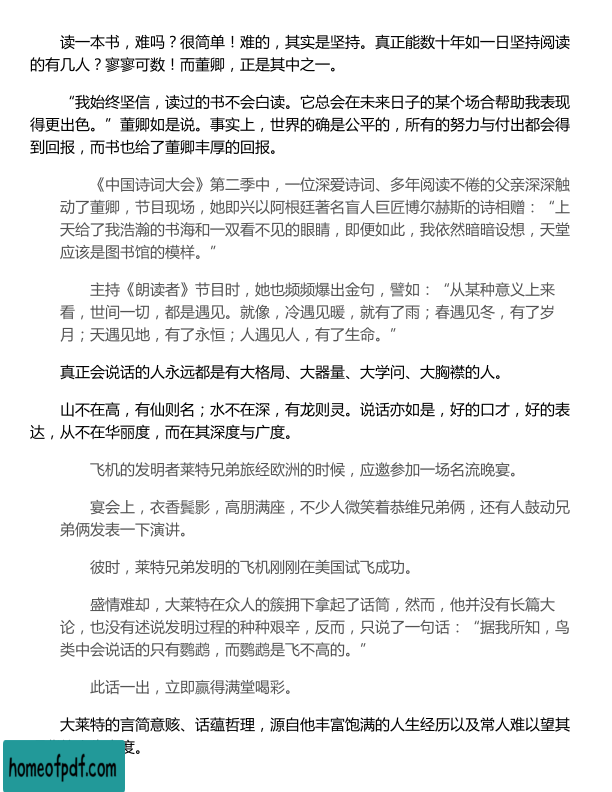 读一本书，难吗？很简单！难的，其实是坚持。真正能数十年如一日坚持阅读
的有几人？寥寥可数！而董卿，正是其中之一。
“我始终坚信，读过的书不会白读。它总会在未来日子的某个场合帮助我表现
得更出色。”董卿如是说。事实上，世界的确是公平的，所有的努力与付出都会得
到回报，而书也给了董卿丰厚的回报。
《中国诗词大会》第二季中，一位深爱诗词、多年阅读不倦的父亲深深触
动了董卿，节目现场，她即兴以阿根廷著名盲人巨匠博尔赫斯的诗相赠：“上
天给了我浩瀚的书海和一双看不见的眼睛，即便如此，我依然暗暗设想，天堂
应该是图书馆的模样。”
主持《朗读者》节目时，她也频频爆出金句，譬如：“从某种意义上来
看，世间一切，都是遇见。就像，冷遇见暖，就有了雨；春遇见冬，有了岁
月；天遇见地，有了永恒；人遇见人，有了生命。”
真正会说话的人永远都是有大格局、大器量、大学问、大胸襟的人。
山不在高，有仙则名；水不在深，有龙则灵。说话亦如是，好的口才，好的表
达，从不在华丽度，而在其深度与广度。
飞机的发明者莱特兄弟旅经欧洲的时候，应邀参加一场名流晚宴。
宴会上，衣香鬓影，高朋满座，不少人微笑着恭维兄弟俩，还有人鼓动兄
弟俩发表一下演讲。
彼时，莱特兄弟发明的飞机刚刚在美国试飞成功。
盛情难却，大莱特在众人的簇拥下拿起了话筒，然而，他并没有长篇大
论，也没有述说发明过程的种种艰辛，反而，只说了一句话：“据我所知，鸟
类中会说话的只有鹦鹉，而鹦鹉是飞不高的。”
此话一出，立即赢得满堂喝彩。
大莱特的言简意赅、话蕴哲理，源自他丰富饱满的人生经历以及常人难以望其
度。
homeofpdf.com